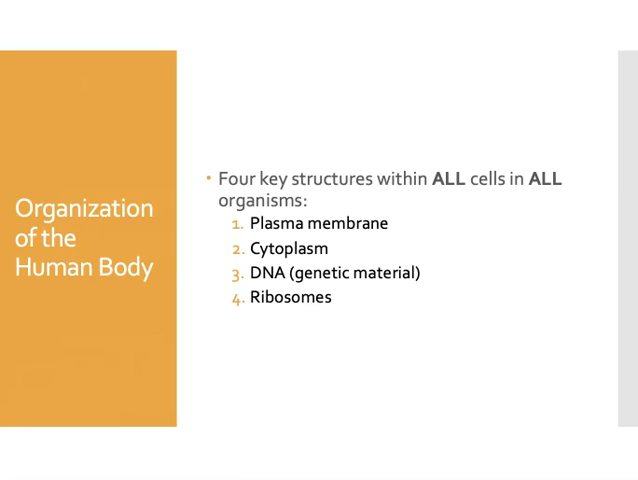 Organization
of the
Human Body
• Four key structures within ALL cells in ALL
organisms:
1. Plasma membrane
2. Cytoplasm
3. DNA (genetic material)
4. Ribosomes